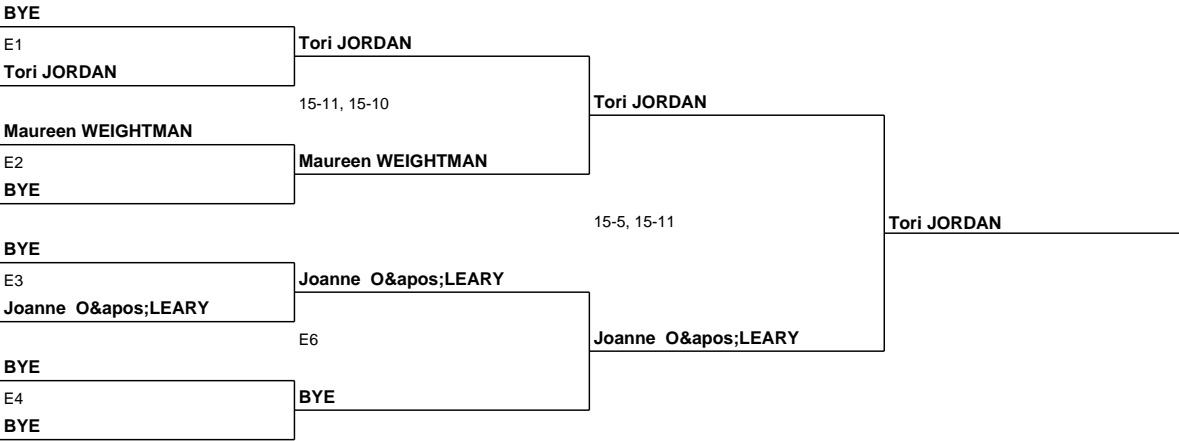 BYE
E1
Tori JORDAN
Tori JORDAN
15-11, 15-10
Tori JORDAN
Maureen WEIGHTMAN
E2
Maureen WEIGHTMAN
BYE
15-5, 15-11
Tori JORDAN
BYE
E3
Joanne  O&apos;LEARY
Joanne  O&apos;LEARY
E6
Joanne  O&apos;LEARY
BYE
E4
BYE
BYE